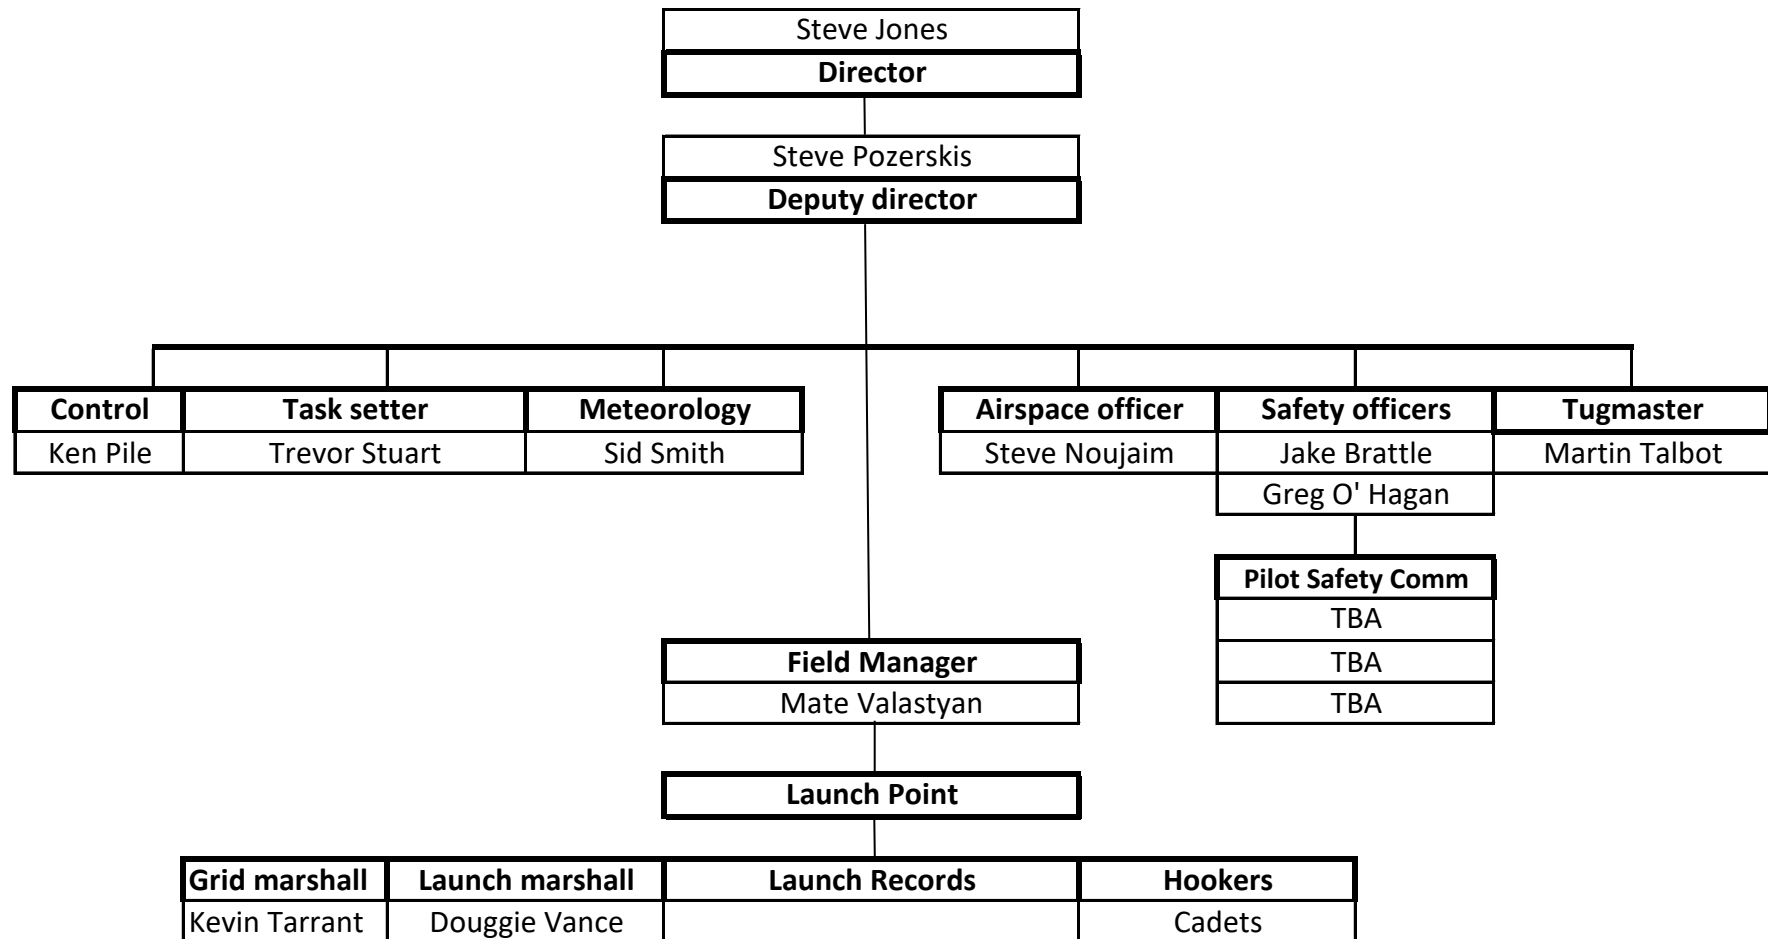 Steve Jones
Director
Steve Pozerskis
Deputy director
Control Task setter Meteorology Airspace officer Safety officers Tugmaster
Ken Pile Trevor Stuart Sid Smith Steve Noujaim Jake Brattle Martin Talbot
Greg O' Hagan
Pilot Safety Comm
TBA
Field Manager TBA
Mate Valastyan TBA
Launch Point
Grid marshall Launch marshall Launch Records Hookers
Kevin Tarrant Douggie Vance Cadets